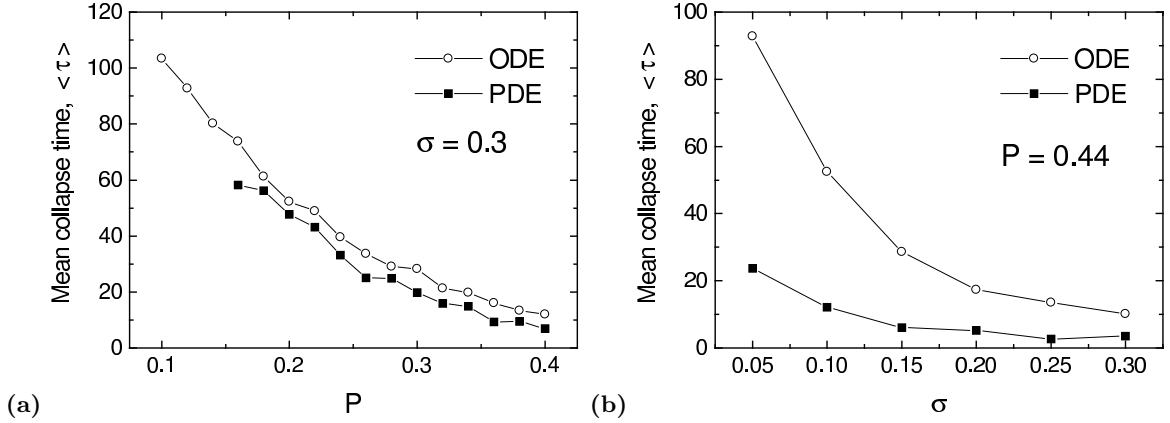 120
100
80
60
40
20
0
Mean collapse time, <τ>
ODE
PDE
σ = 0.3
0.1
0.2
0.3
0.4
P
(a)
100
80
60
40
20
0
Mean collapse time, <τ>
ODE
PDE
P = 0.44
0.05
0.10
0.15
0.20
0.25
0.30
σ
(b)